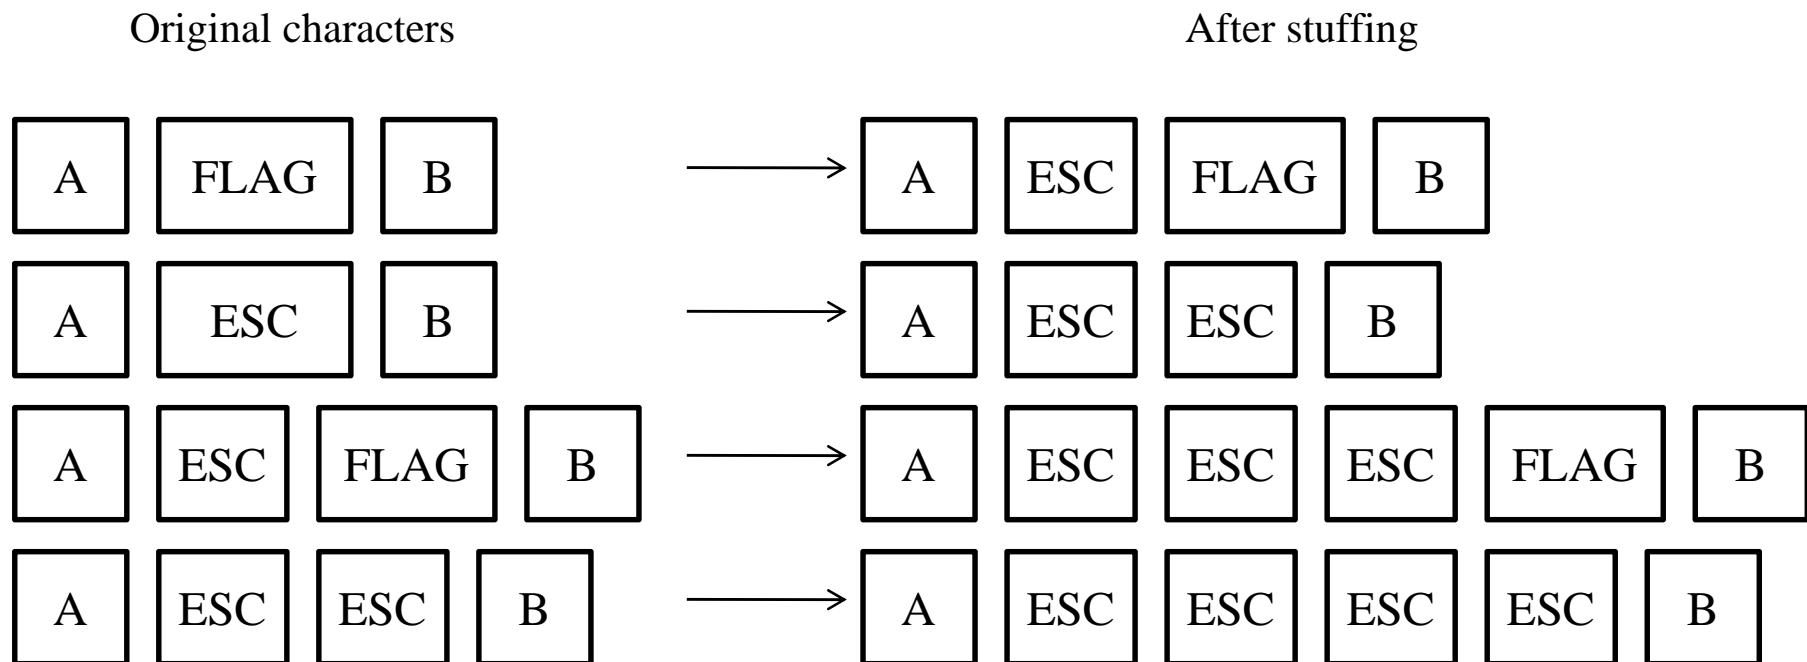 Original characters After stuffing
A FLAG B A ESC FLAG B
A ESC B A ESC ESC B
A ESC FLAG B A ESC ESC ESC FLAG B
A ESC ESC B A ESC ESC ESC ESC B